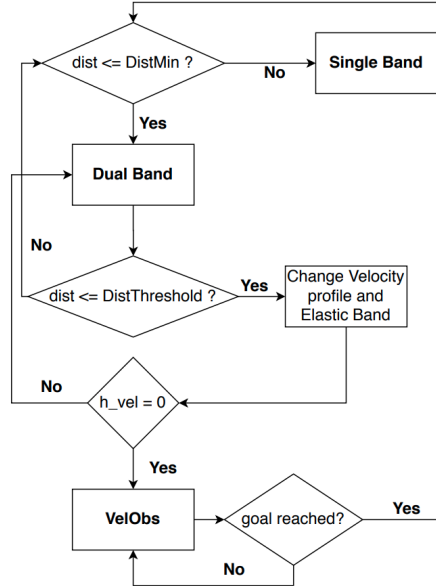 dist <= DistMin ?
No
Single Band
Yes
Dual Band
No
dist <= DistThreshold ?
Yes
Change Velocity
profile and
Elastic Band
No
h_vel = 0
Yes
VelObs
goal reached?
Yes
No